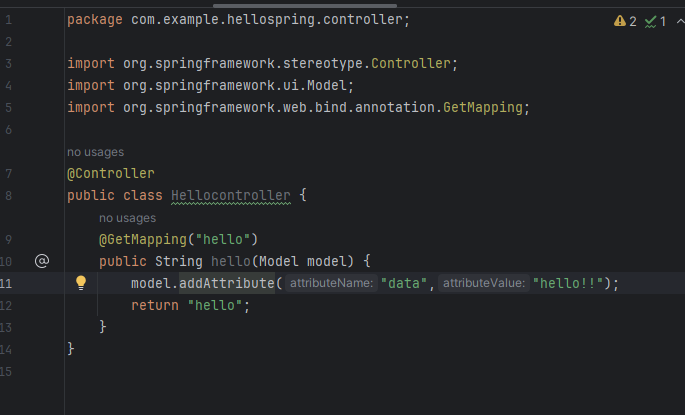 1 package com.example.hellospring.controller;
2
3 import org.springframework.stereotype.Controller;
4 import org.springframework.ui.Model;
5 import org.springframework.web.bind.annotation.GetMapping;
6
no usages
7 @Controller
8 public class Hellocontroller {
no usages
9 @GetMapping("hello")
10 public String hello(Model model) {
11 model.addAttribute( attributeName: "data", attributeValue: "hello!!");
12 return "hello";
13 }
14 }
15
2 1